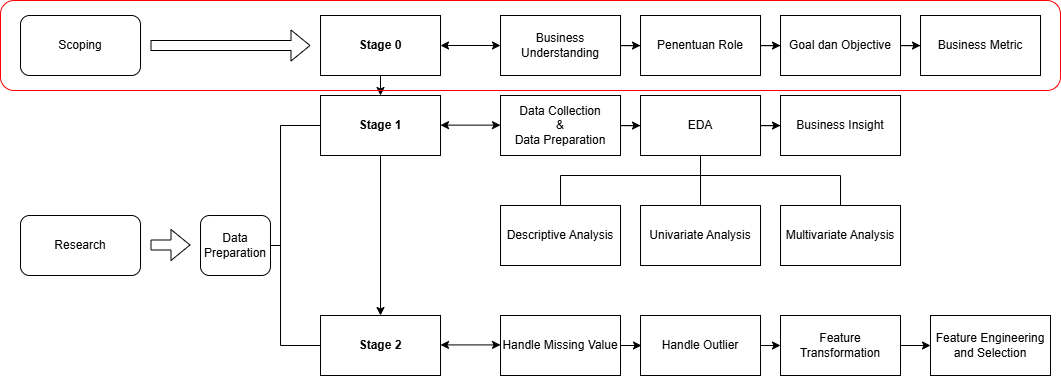 Scoping
Stage 0
Business
Understanding
Penentuan Role
Goal dan Objective
Business Metric
Stage 1
Data Collection
&
Data Preparation
EDA
Business Insight
Research
Data
Preparation
Descriptive Analysis
Univariate Analysis
Multivariate Analysis
Stage 2
Handle Missing Value
Handle Outlier
Feature
Transformation
Feature Engineering
and Selection